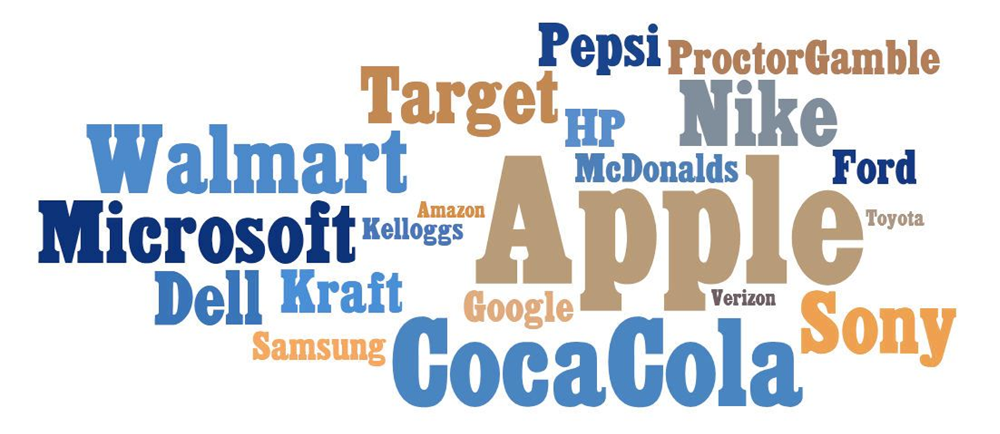 Pepsi
ProctorGamble
Target
Nike
HP
Walmart
McDonalds
Ford
Apple
Microsoft
Amazon
Kelloggs
Toyota
Dell
Kraft
Google
Verizon
Sony
Samsung
CocaCola